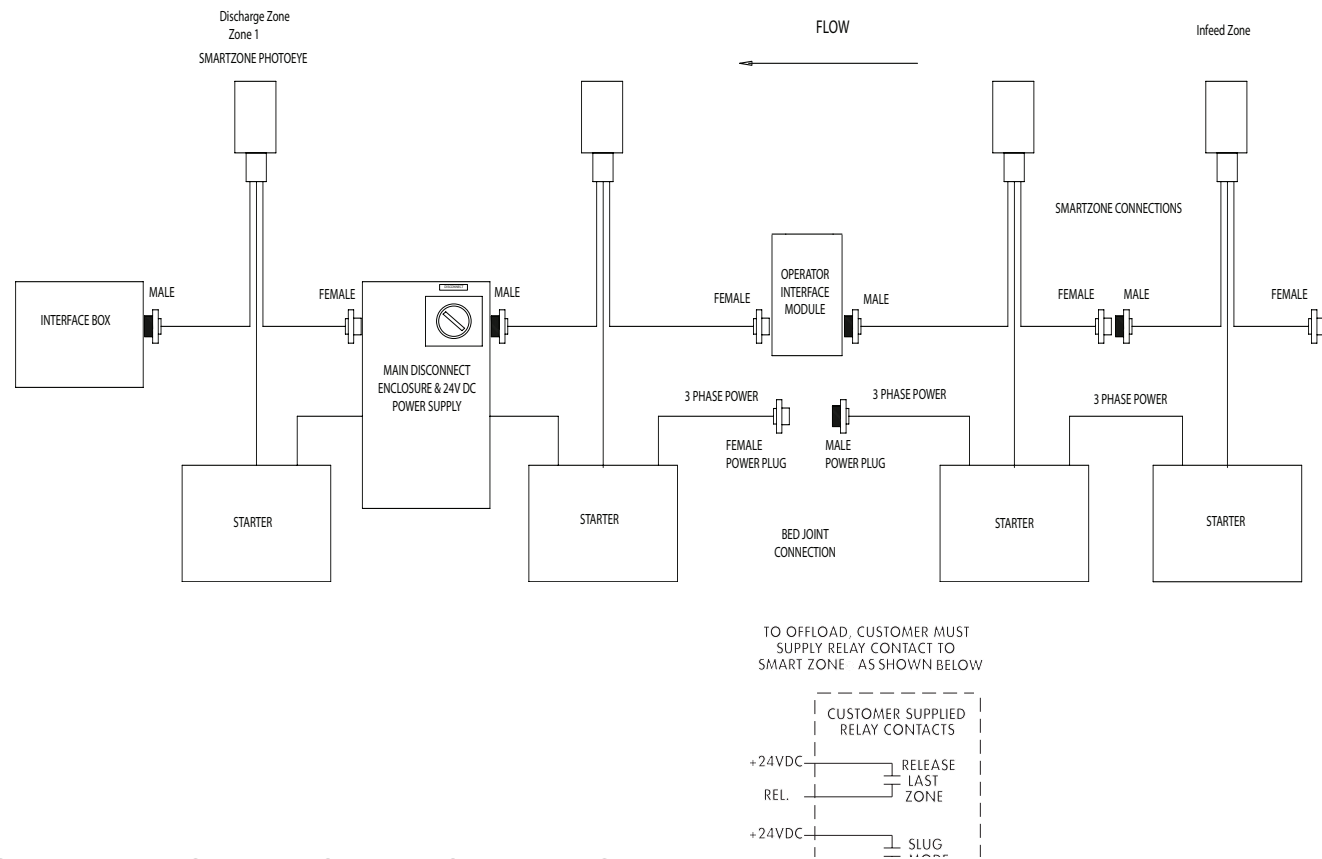 Discharge Zone
Zone 1
SMARTZONE PHOTOEYE
FLOW
Infeed Zone
SMARTZONE CONNECTIONS
INTERFACE BOX
MALE
FEMALE
MALE
FEMALE
OPERATOR
INTERFACE
MODULE
MALE
FEMALE
MALE
FEMALE
MAIN DISCONNECT
ENCLOSURE & 24V DC
POWER SUPPLY
3 PHASE POWER
3 PHASE POWER
3 PHASE POWER
FEMALE
POWER PLUG
MALE
POWER PLUG
STARTER
STARTER
STARTER
STARTER
BED JOINT
CONNECTION
TO OFFLOAD, CUSTOMER MUST
SUPPLY RELAY CONTACT TO
SMART ZONE AS SHOWN BELOW
CUSTOMER SUPPLIED
RELAY CONTACTS
+24VDC
REL.
RELEASE
LAST
ZONE
+24VDC
SLUG